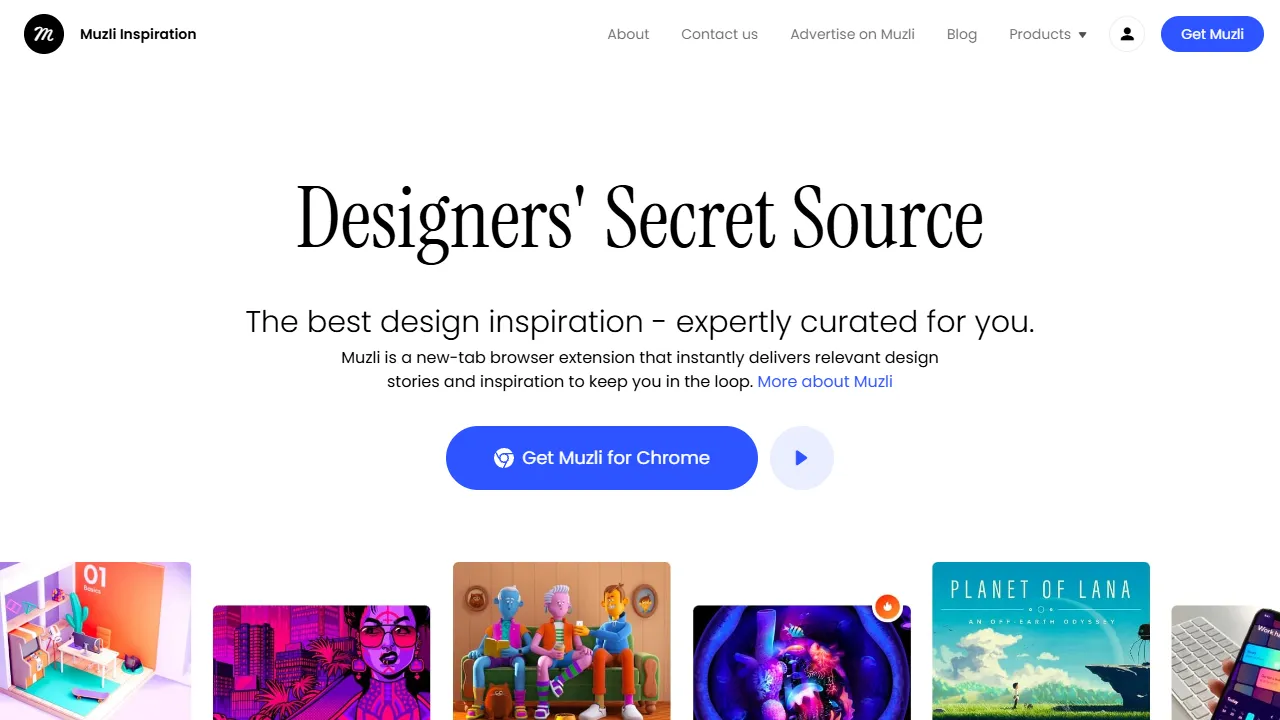 Muzli Inspiration
About
Contact us
Advertise on Muzli
Blog
Products
Get Muzli
Designers' Secret Source
The best design inspiration - expertly curated for you.
Muzli is a new-tab browser extension that instantly delivers relevant design
stories and inspiration to keep you in the loop. More about Muzli
Get Muzli for Chrome
01
Basics
PLANET OF LANA
AN OFF-EARTH ODYSSEY